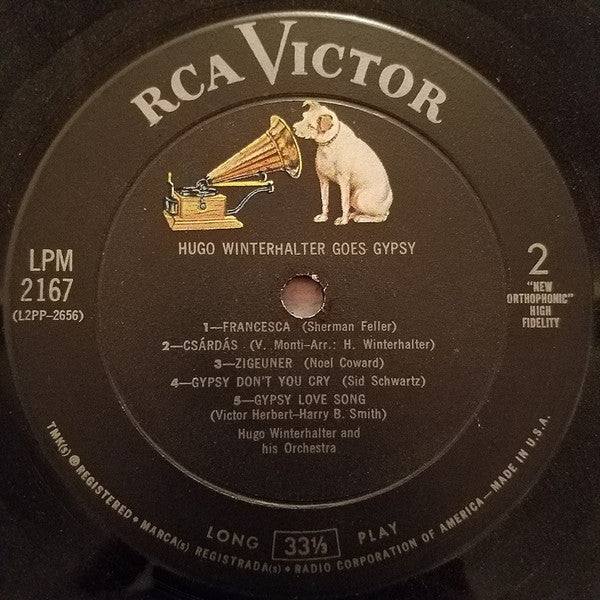 RCA VICTOR
HUGO WINTERHALTER GOES GYPSY
LPM
2167
(L2PP-2656)
2
"NEW
ORTHOPHONIC"
HIGH
FIDELITY
1—FRANCESCA (Sherman Feller)
2—CSÁRDÁS (V. Monti-Arr.: H. Winterhalter)
3—ZIGEUNER (Noel Coward)
4—GYPSY DON'T YOU CRY (Sid Schwartz)
5—GYPSY LOVE SONG
(Victor Herbert-Harry B. Smith)
Hugo Winterhalter and
his Orchestra
LONG 33⅓ PLAY
TMK(s) ® REGISTERED • MARCA(s) REGISTRADA(s) • RADIO CORPORATION OF AMERICA—MADE IN U.S.A.